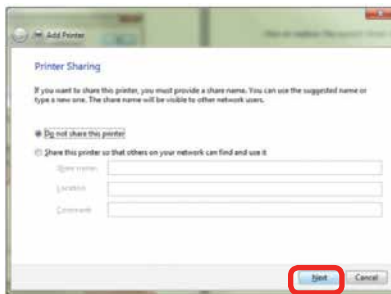 Add Printer
Printer Sharing
If you want to share this printer, you must provide a share name. You can use the suggested name or
type a new one. The share name will be visible to other network users.
Do not share this printer
Share this printer so that others on your network can find and use it
Share name:
Location:
Comment:
Next
Cancel